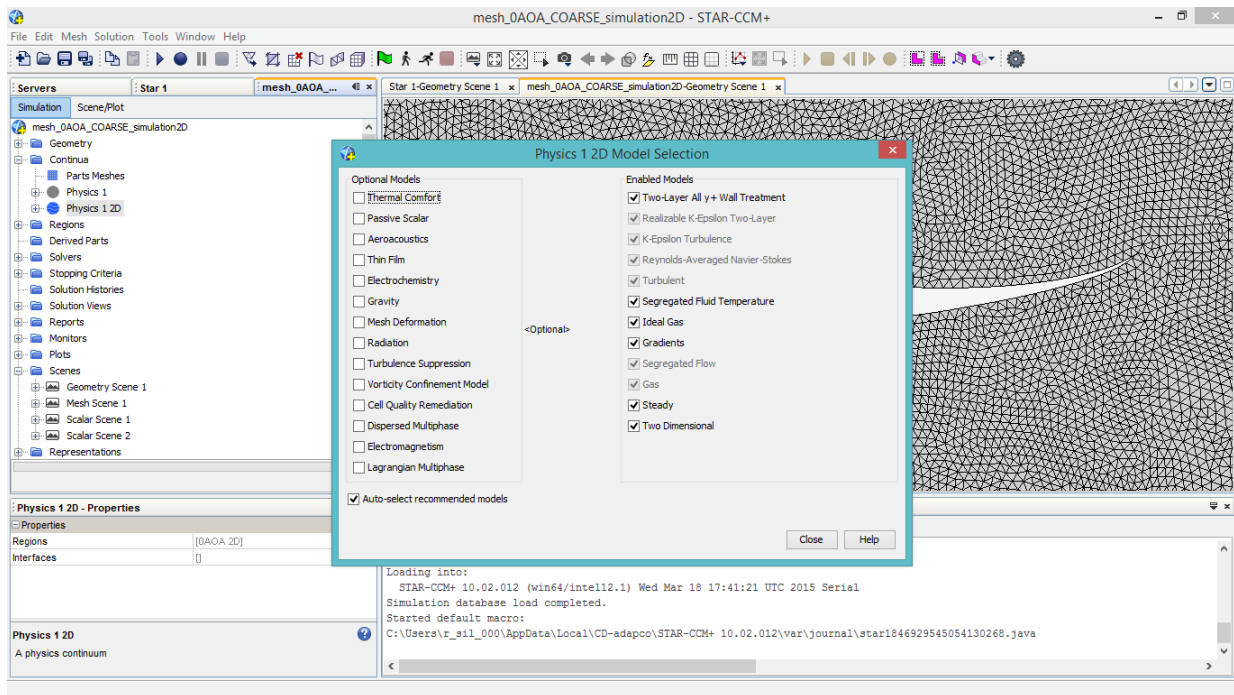 mesh_0AOA_COARSE_simulation2D - STAR-CCM+
File Edit Mesh Solution Tools Window Help
Servers
Star 1
mesh_0AOA_...
Star 1-Geometry Scene 1
mesh_0AOA_COARSE_simulation2D-Geometry Scene 1
Simulation
Scene/Plot
mesh_0AOA_COARSE_simulation2D
Geometry
Continua
Parts Meshes
Physics 1
Physics 1 2D
Regions
Derived Parts
Solvers
Stopping Criteria
Solution Histories
Solution Views
Reports
Monitors
Plots
Scenes
Geometry Scene 1
Mesh Scene 1
Scalar Scene 1
Scalar Scene 2
Representations
Physics 1 2D Model Selection
Optional Models
Thermal Comfort
Passive Scalar
Aeroacoustics
Thin Film
Electrochemistry
Gravity
Mesh Deformation
Radiation
Turbulence Suppression
Vorticity Confinement Model
Cell Quality Remediation
Dispersed Multiphase
Electromagnetism
Lagrangian Multiphase
<Optional>
Enabled Models
Two-Layer All y+ Wall Treatment
Realizable K-Epsilon Two-Layer
K-Epsilon Turbulence
Reynolds-Averaged Navier-Stokes
Turbulent
Segregated Fluid Temperature
Ideal Gas
Gradients
Segregated Flow
Gas
Steady
Two Dimensional
Auto-select recommended models
Close
Help
Physics 1 2D - Properties
Properties
Regions [0AOA 2D]
Interfaces []
Physics 1 2D
A physics continuum
Loading into:
STAR-CCM+ 10.02.012 (win64/intel12.1) Wed Mar 18 17:41:21 UTC 2015 Serial
Simulation database load completed.
Started default macro:
C:\Users\r_sil_000\AppData\Local\CD-adapco\STAR-CCM+ 10.02.012\var\journal\star1846929545054130268.java